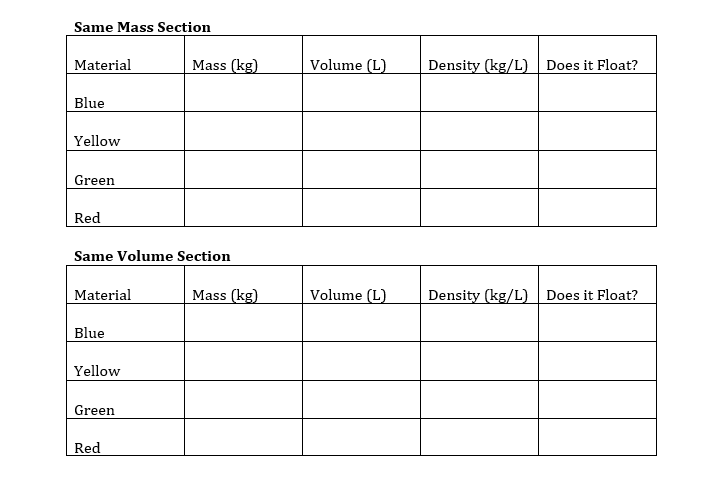 Same Mass Section
Material Mass (kg) Volume (L) Density (kg/L) Does it Float?
Blue
Yellow
Green
Red
Same Volume Section
Material Mass (kg) Volume (L) Density (kg/L) Does it Float?
Blue
Yellow
Green
Red